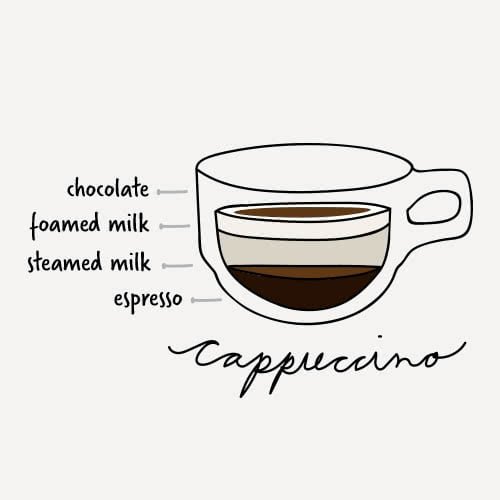 chocolate
foamed milk
steamed milk
espresso
cappuccino